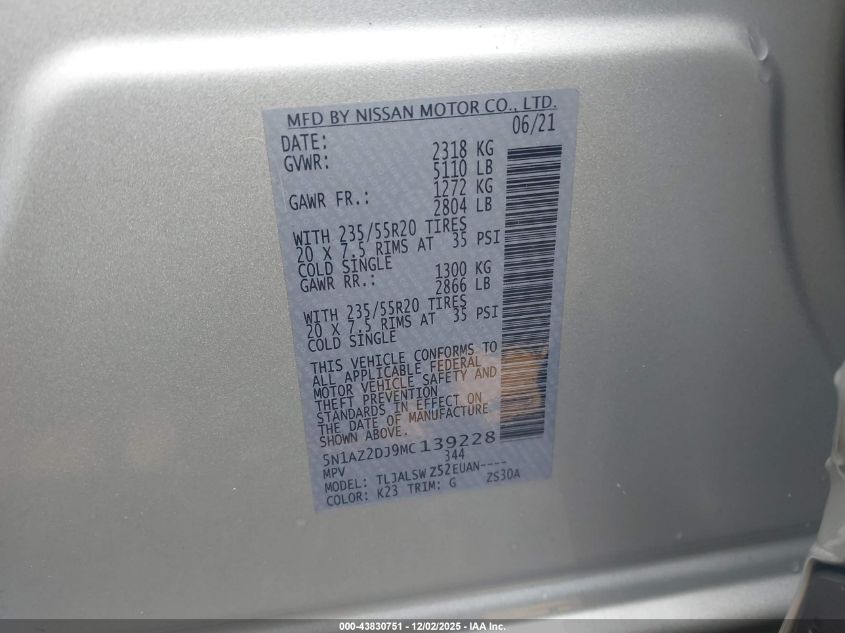 MFD BY NISSAN MOTOR CO., LTD.
DATE: 06/21
GVWR: 2318 KG
5110 LB
GAWR FR.: 1272 KG
2804 LB
WITH 235/55R20 TIRES
20 X 7.5 RIMS AT 35 PSI
COLD SINGLE
GAWR RR.: 1300 KG
2866 LB
WITH 235/55R20 TIRES
20 X 7.5 RIMS AT 35 PSI
COLD SINGLE
THIS VEHICLE CONFORMS TO
ALL APPLICABLE FEDERAL
MOTOR VEHICLE SAFETY AND
THEFT PREVENTION
STANDARDS IN EFFECT ON
THE DATE OF MANUFACTURE
SHOWN ABOVE.
5N1AZ2DJ9MC139228
MPV 344
MODEL: TLJALSWZ52EUAN----
COLOR: K23 TRIM: G ZS30A
000-43830751 - 12/02/2025 - IAA Inc.